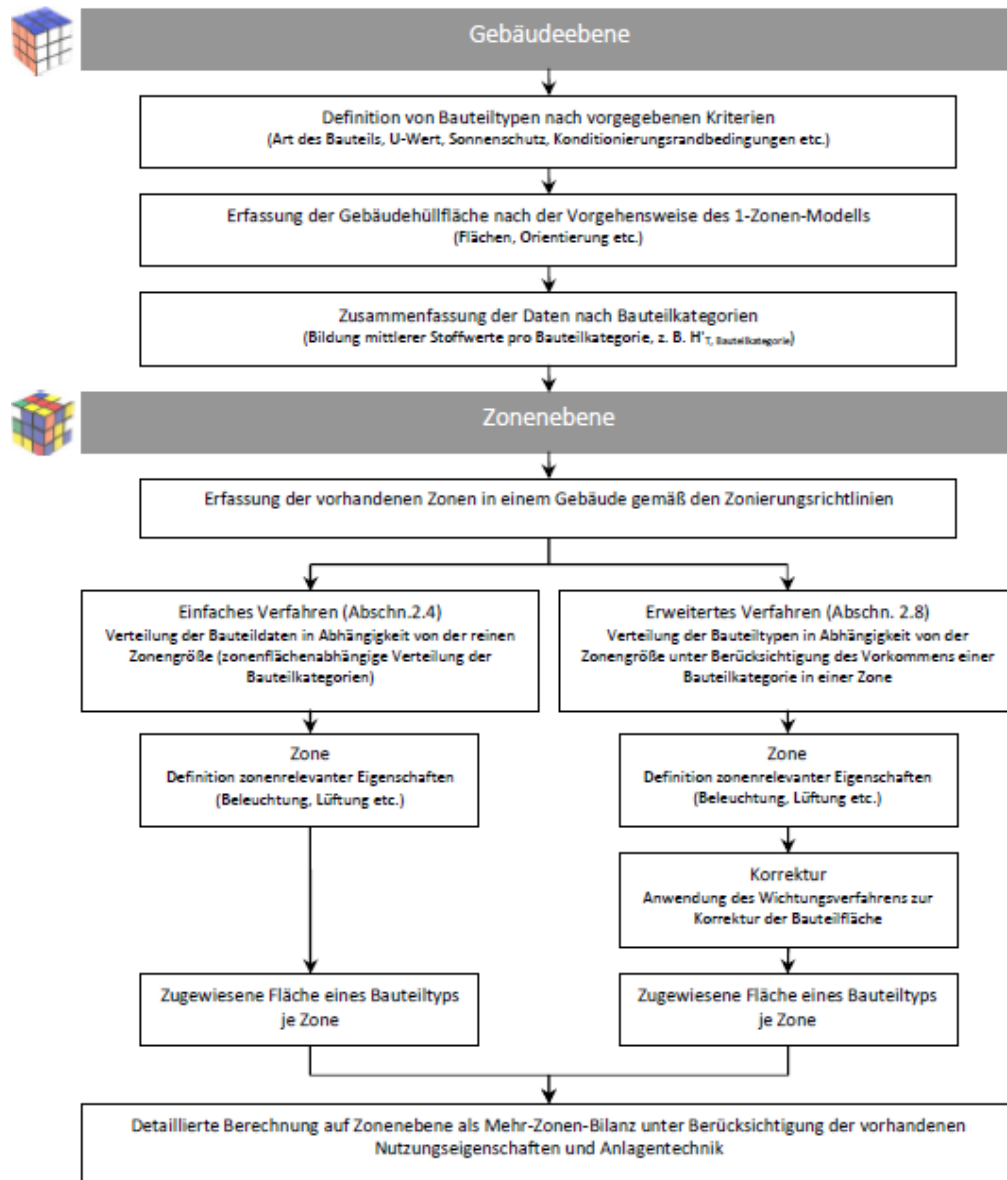 Gebäudeebene
Definition von Bauteiltypen nach vorgegebenen Kriterien
(Art des Bauteils, U-Wert, Sonnenschutz, Konditionierungsrandbedingungen etc.)
Erfassung der Gebäudehüllfläche nach der Vorgehensweise des 1-Zonen-Modells
(Flächen, Orientierung etc.)
Zusammenfassung der Daten nach Bauteilkategorien
(Bildung mittlerer Stoffwerte pro Bauteilkategorie, z. B. H'T, Bauteilkategorie)
Zonenebene
Erfassung der vorhandenen Zonen in einem Gebäude gemäß den Zonierungsrichtlinien
Einfaches Verfahren (Abschn.2.4)
Verteilung der Bauteildaten in Abhängigkeit von der reinen
Zonengröße (zonenflächenabhängige Verteilung der
Bauteilkategorien)
Erweitertes Verfahren (Abschn. 2.8)
Verteilung der Bauteiltypen in Abhängigkeit von der
Zonengröße unter Berücksichtigung des Vorkommens einer
Bauteilkategorie in einer Zone
Zone
Definition zonenrelevanter Eigenschaften
(Beleuchtung, Lüftung etc.)
Zone
Definition zonenrelevanter Eigenschaften
(Beleuchtung, Lüftung etc.)
Korrektur
Anwendung des Wichtungsverfahrens zur
Korrektur der Bauteilfläche
Zugewiesene Fläche eines Bauteiltyps
je Zone
Zugewiesene Fläche eines Bauteiltyps
je Zone
Detaillierte Berechnung auf Zonenebene als Mehr-Zonen-Bilanz unter Berücksichtigung der vorhandenen
Nutzungseigenschaften und Anlagentechnik